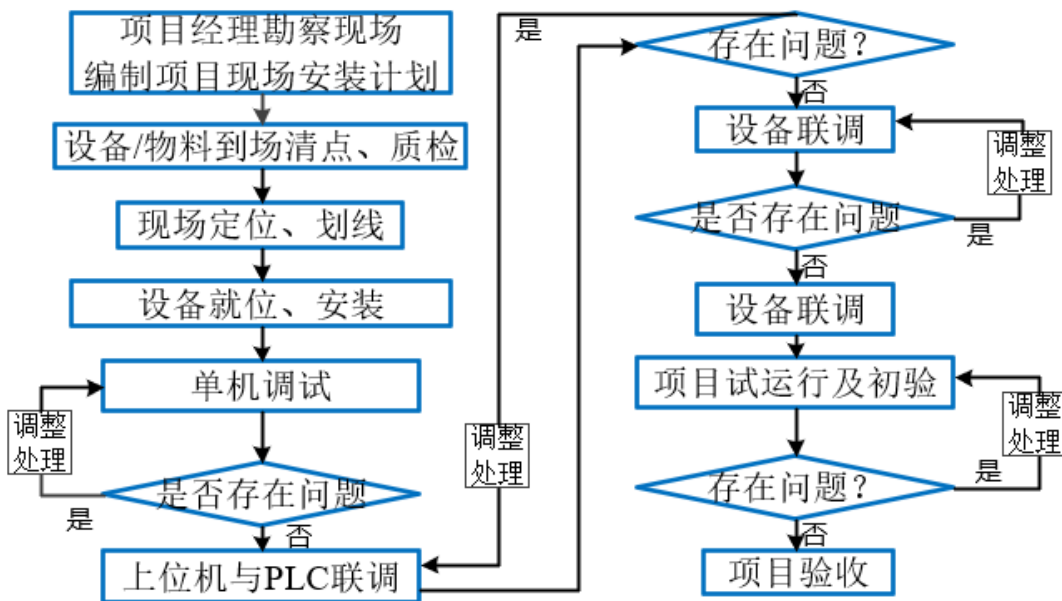 项目经理勘察现场
编制项目现场安装计划
设备/物料到场清点、质检
现场定位、划线
设备就位、安装
单机调试
调整
处理
是否存在问题
是
否
上位机与PLC联调
调整
处理
是
存在问题？
否
设备联调
调整
处理
是否存在问题
是
否
设备联调
项目试运行及初验
调整
处理
存在问题？
是
否
项目验收